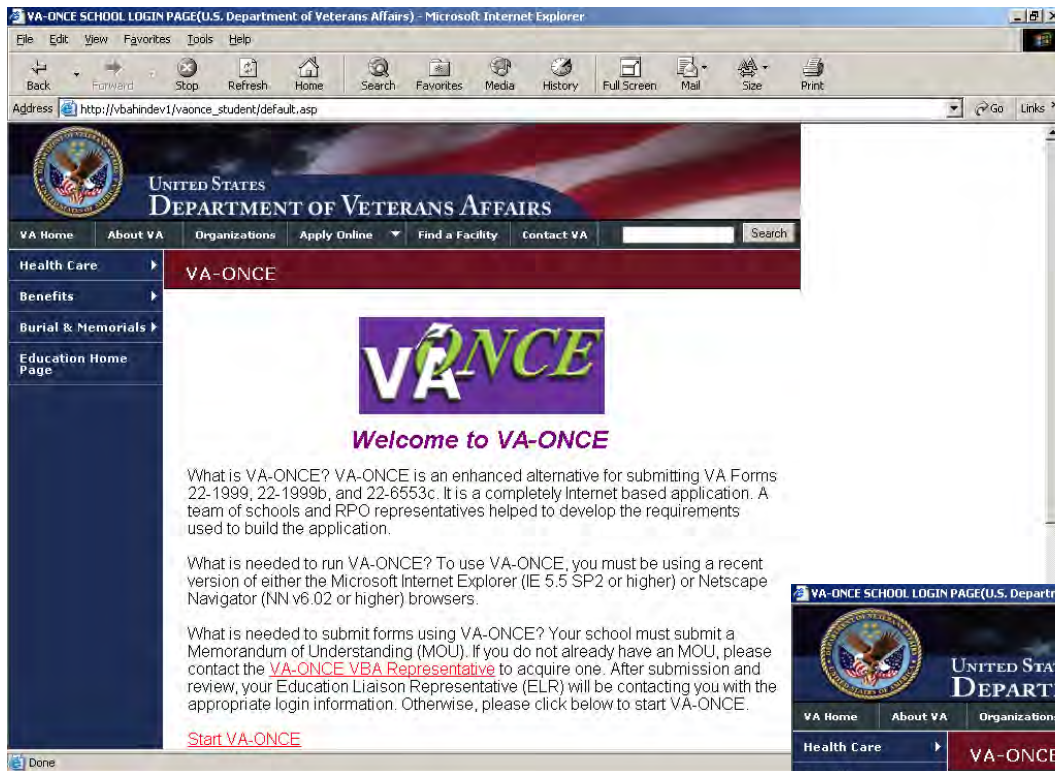 VA-ONCE SCHOOL LOGIN PAGE(U.S. Department of Veterans Affairs) - Microsoft Internet Explorer
File Edit View Favorites Tools Help
Back Forward Stop Refresh Home Search Favorites Media History Full Screen Mail Size Print
Address http://vbahindev1/vaonce_student/default.asp Go Links
UNITED STATES
DEPARTMENT OF VETERANS AFFAIRS
VA Home About VA Organizations Apply Online Find a Facility Contact VA Search
Health Care
Benefits
Burial & Memorials
Education Home
Page
VA-ONCE
VA ONCE
Welcome to VA-ONCE
What is VA-ONCE? VA-ONCE is an enhanced alternative for submitting VA Forms
22-1999, 22-1999b, and 22-6553c. It is a completely Internet based application. A
team of schools and RPO representatives helped to develop the requirements
used to build the application.
What is needed to run VA-ONCE? To use VA-ONCE, you must be using a recent
version of either the Microsoft Internet Explorer (IE 5.5 SP2 or higher) or Netscape
Navigator (NN v6.02 or higher) browsers.
What is needed to submit forms using VA-ONCE? Your school must submit a
Memorandum of Understanding (MOU). If you do not already have an MOU, please
contact the VA-ONCE VBA Representative to acquire one. After submission and
review, your Education Liaison Representative (ELR) will be contacting you with the
appropriate login information. Otherwise, please click below to start VA-ONCE.
Start VA-ONCE
Done
VA-ONCE SCHOOL LOGIN PAGE(U.S. Departm
UNITED STA
DEPART
VA Home About VA Organization
Health Care
VA-ONCE